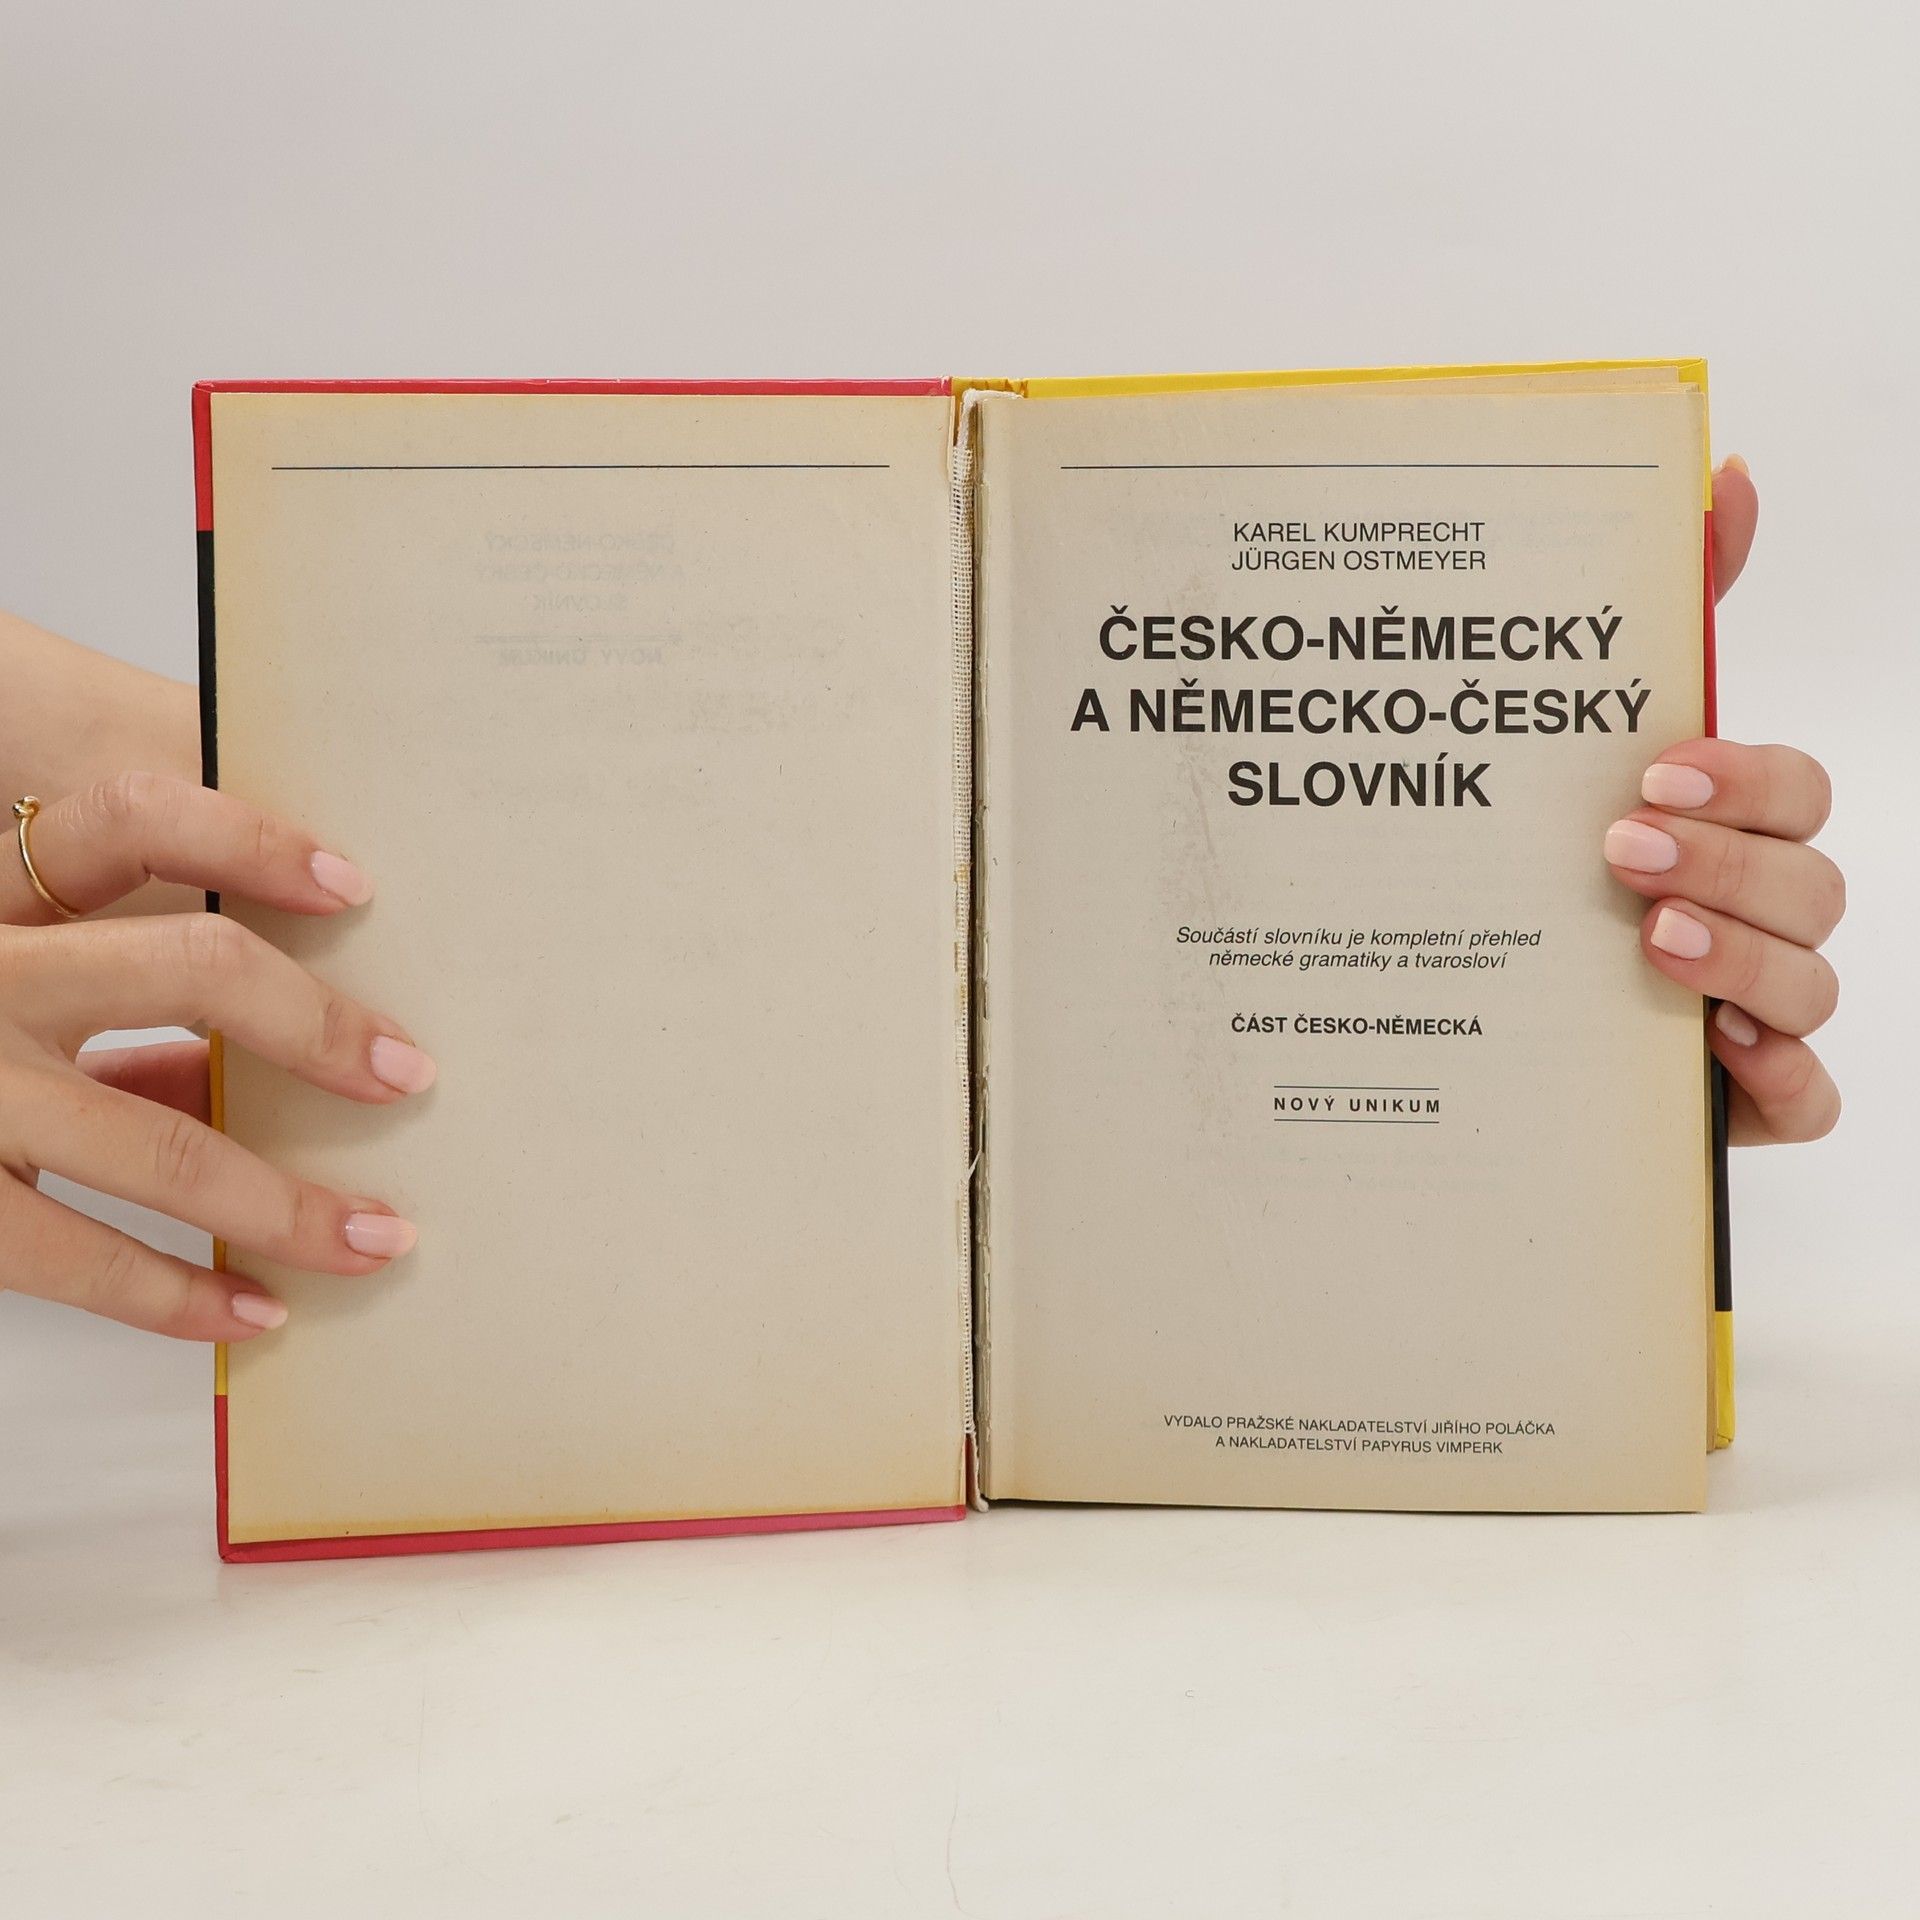 KAREL KUMPRECHT
JÜRGEN OSTMEYER
ČESKO-NĚMECKÝ
A NĚMECKO-ČESKÝ
SLOVNÍK
Součástí slovníku je kompletní přehled
německé gramatiky a tvarosloví
ČÁST ČESKO-NĚMECKÁ
NOVÝ UNIKUM
VYDALO PRAŽSKÉ NAKLADATELSTVÍ JIŘÍHO POLÁČKA
A NAKLADATELSTVÍ PAPYRUS VIMPERK